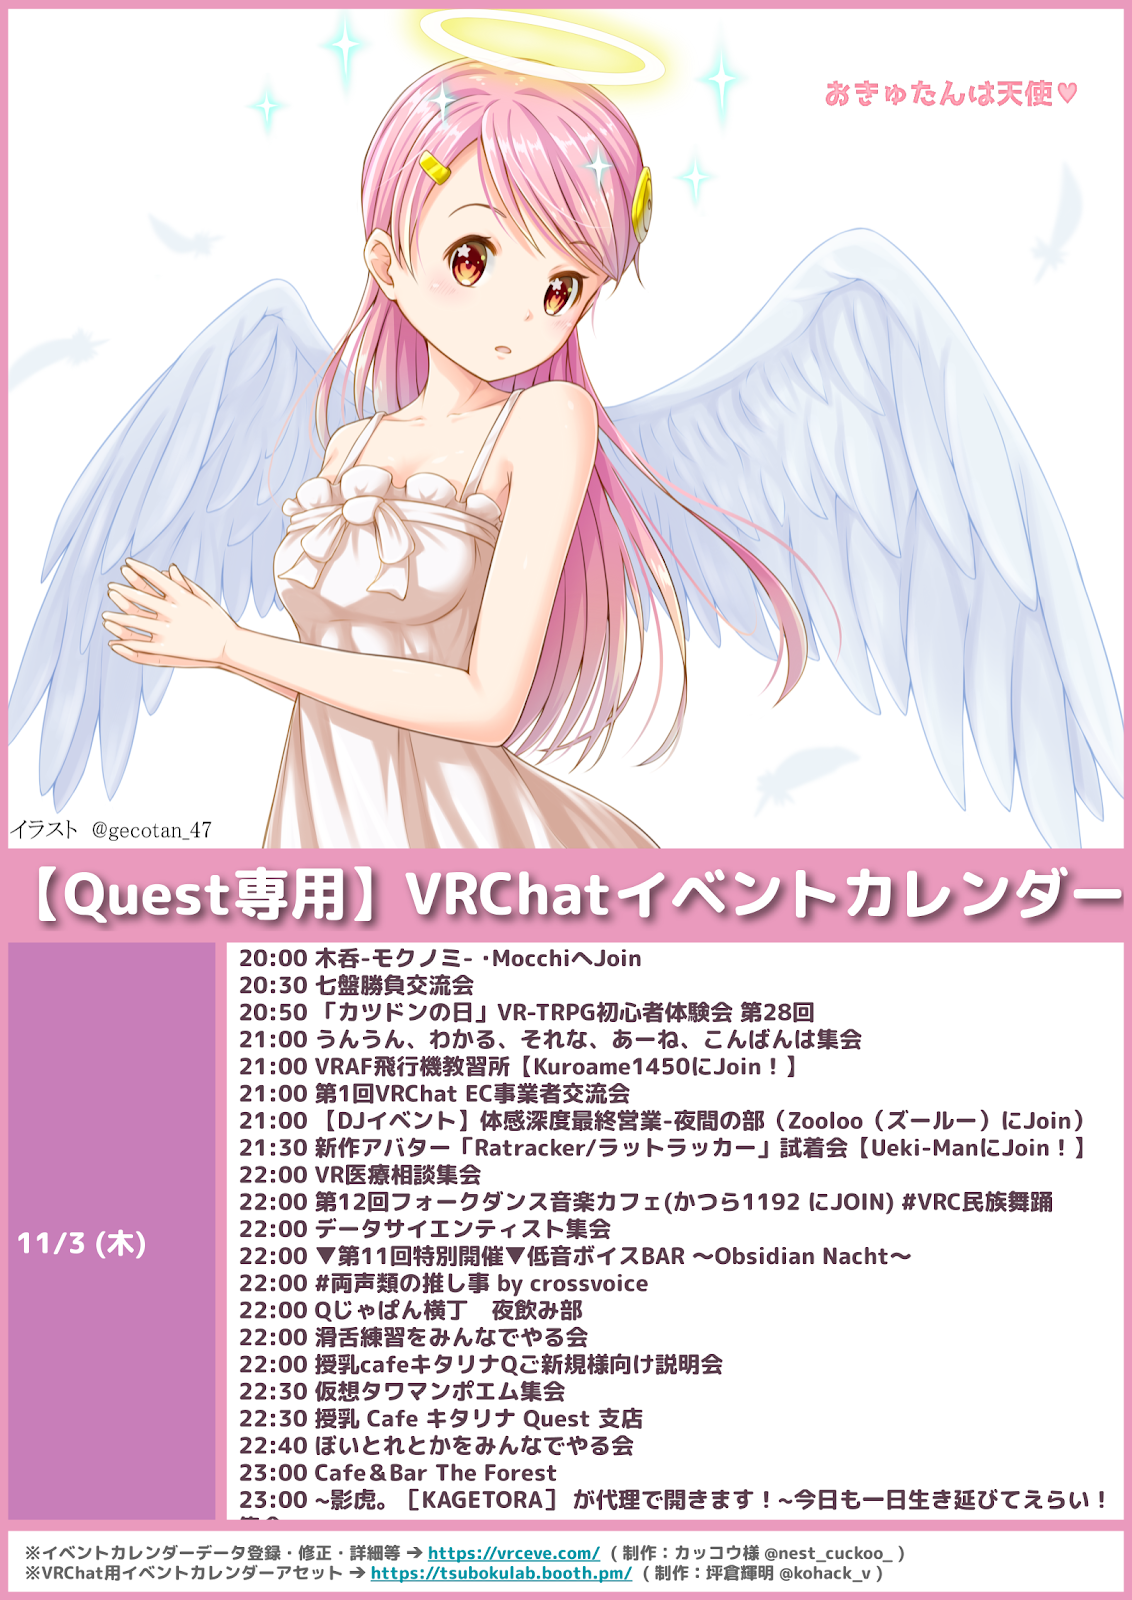 おきゅたんは天使♥
イラスト @gecotan_47
【Quest専用】VRChatイベントカレンダー
11/3 (木)
20:00 木呑-モクノミ- ·MocchiへJoin
20:30 七盤勝負交流会
20:50 「カツドンの日」VR-TRPG初心者体験会 第28回
21:00 うんうん、わかる、それな、あーね、こんばんは集会
21:00 VRAF飛行機教習所【Kuroame1450にJoin！】
21:00 第1回VRChat EC事業者交流会
21:00 【DJイベント】体感深度最終営業-夜間の部（Zooloo（ズールー）にJoin）
21:30 新作アバター「Ratracker/ラットラッカー」試着会【Ueki-ManにJoin！】
22:00 VR医療相談集会
22:00 第12回フォークダンス音楽カフェ(かつら1192 にJOIN) #VRC民族舞踊
22:00 データサイエンティスト集会
22:00 ▼第11回特別開催▼低音ボイスBAR ～Obsidian Nacht～
22:00 #両声類の推し事 by crossvoice
22:00 Qじゃぱん横丁　夜飲み部
22:00 滑舌練習をみんなでやる会
22:00 授乳cafeキタリナQご新規様向け説明会
22:30 仮想タワマンポエム集会
22:30 授乳 Cafe キタリナ Quest 支店
22:40 ぼいとれとかをみんなでやる会
23:00 Cafe＆Bar The Forest
23:00 ~影虎。［KAGETORA］ が代理で開きます！~今日も一日生き延びてえらい！
※イベントカレンダーデータ登録・修正・詳細等 ➔ https://vrceve.com/ ( 制作：カッコウ様 @nest_cuckoo_ )
※VRChat用イベントカレンダーアセット ➔ https://tsubokulab.booth.pm/ ( 制作：坪倉輝明 @kohack_v )